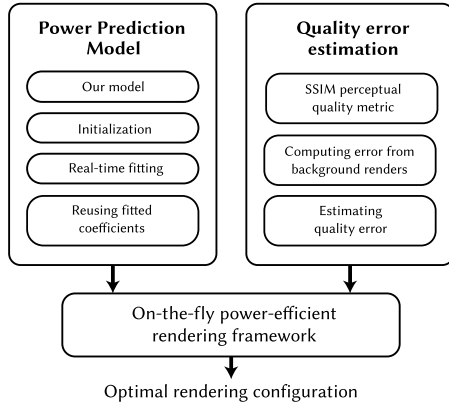 Power Prediction
Model
Our model
Initialization
Real-time fitting
Reusing fitted
coefficients
Quality error
estimation
SSIM perceptual
quality metric
Computing error from
background renders
Estimating
quality error
On-the-fly power-efficient
rendering framework
Optimal rendering configuration